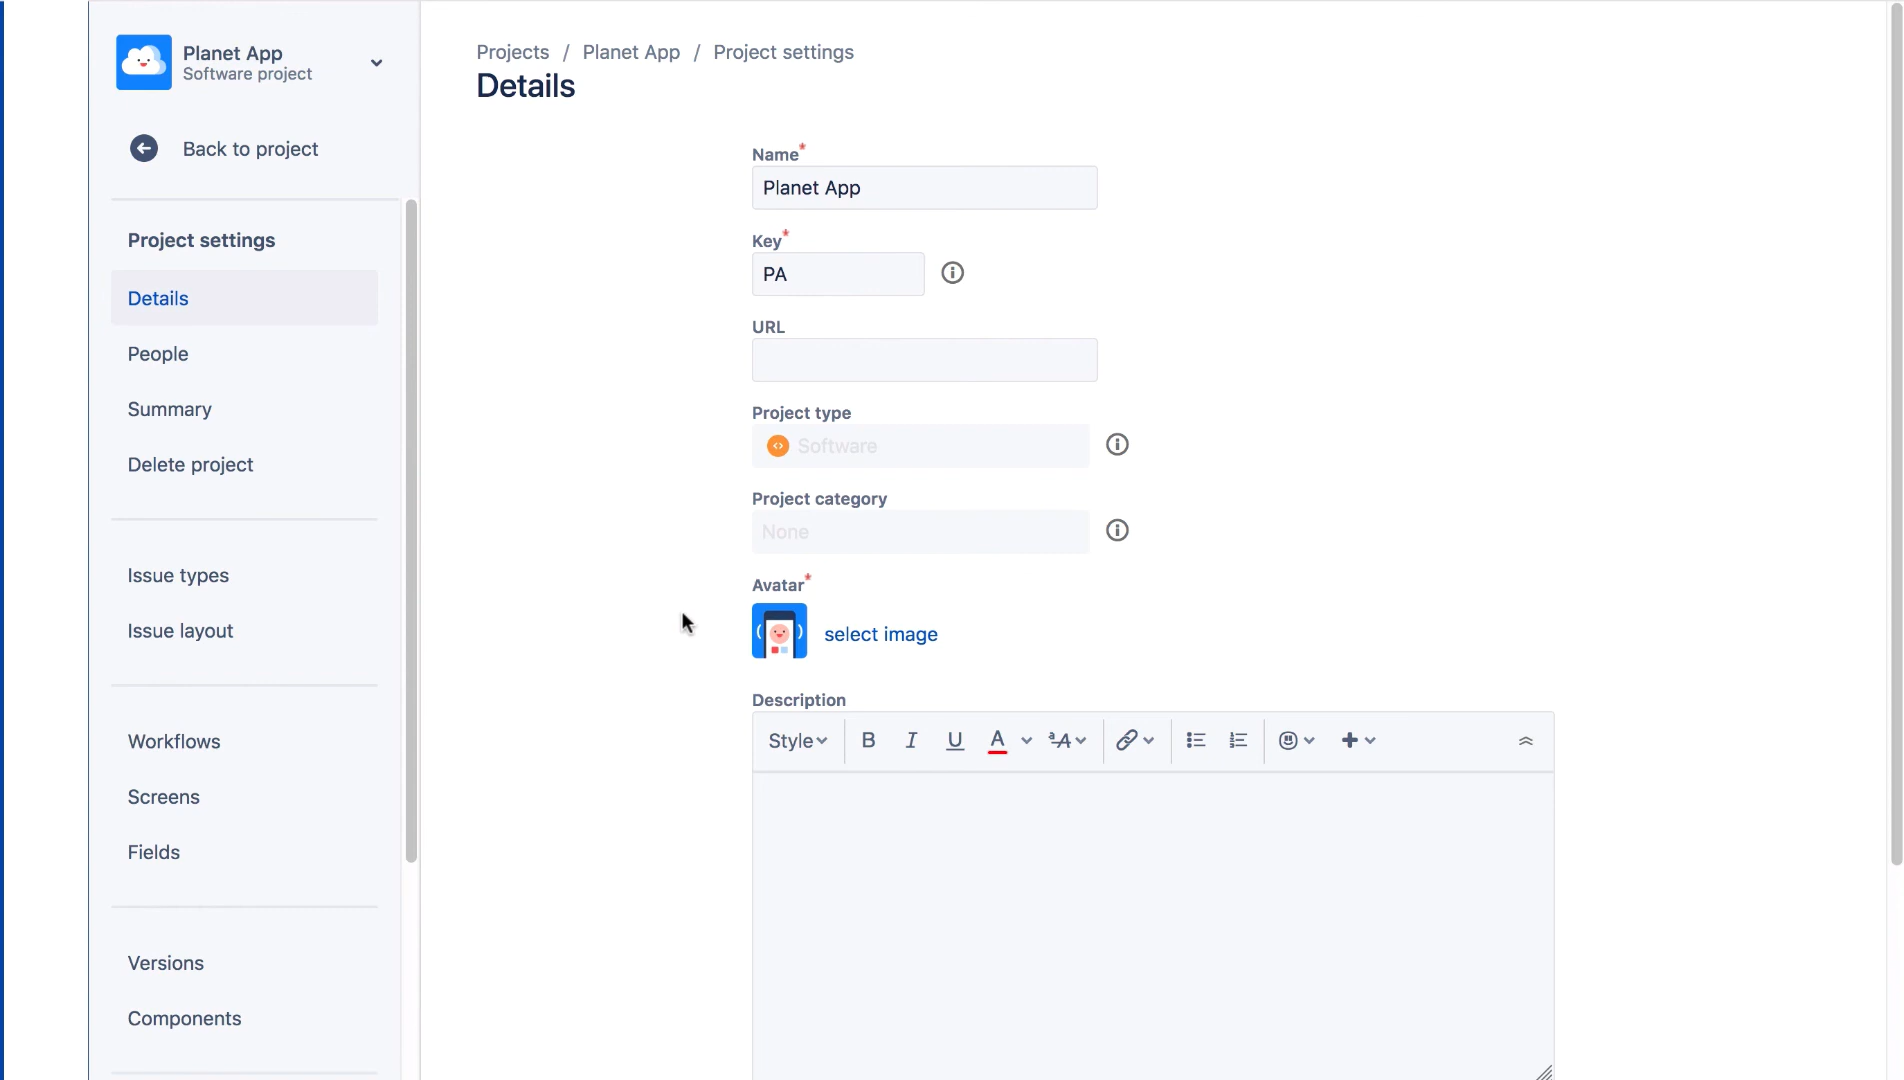 Planet App
Software project
Back to project
Project settings
Details
People
Summary
Delete project
Issue types
Issue layout
Workflows
Screens
Fields
Versions
Components
Projects / Planet App / Project settings
Details
Name*
Planet App
Key*
PA
URL
Project type
Software
Project category
None
Avatar*
select image
Description
Style B I U A ªA